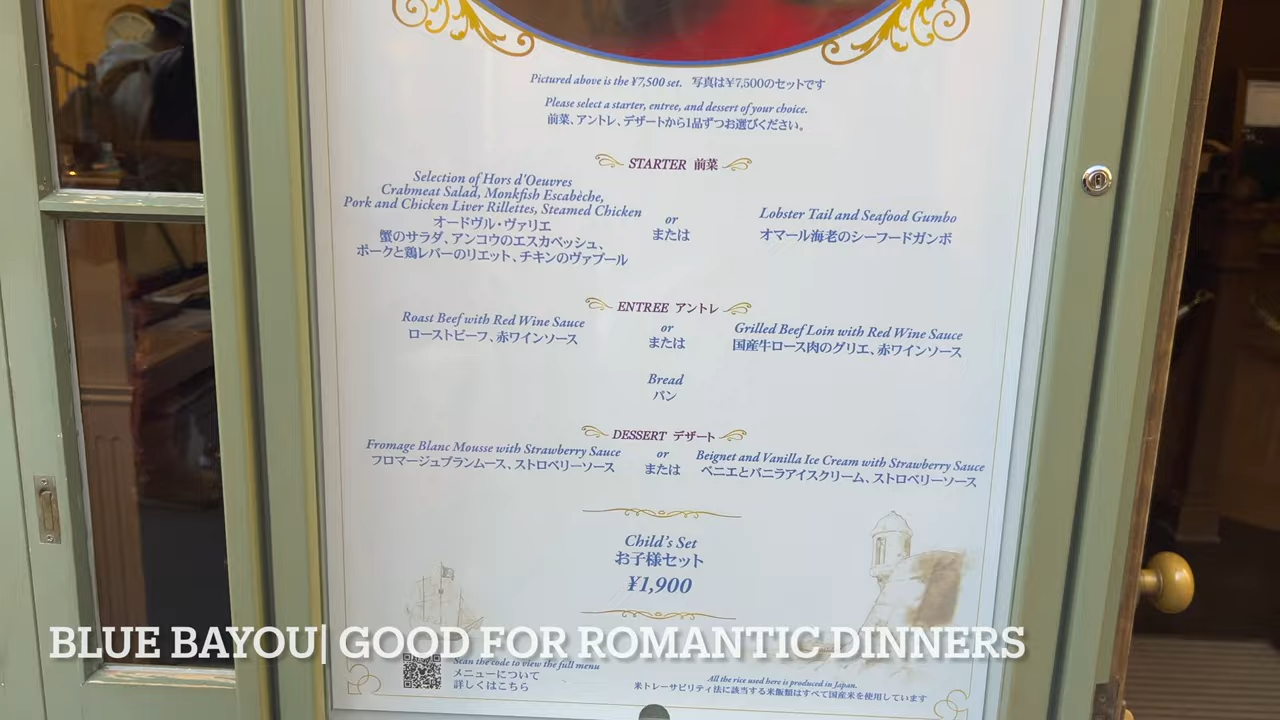 Pictured above is the ¥7,500 set. 写真は¥7,500のセットです
Please select a starter, entree, and dessert of your choice.
前菜、アントレ、デザートから1品ずつお選びください。
STARTER 前菜
Selection of Hors d'Oeuvres
Crabmeat Salad, Monkfish Escabèche,
Pork and Chicken Liver Rillettes, Steamed Chicken
オードヴル・ヴァリエ
蟹のサラダ、アンコウのエスカベッシュ、
ポークと鶏レバーのリエット、チキンのヴァプール
or
または
Lobster Tail and Seafood Gumbo
オマール海老のシーフードガンボ
ENTREE アントレ
Roast Beef with Red Wine Sauce
ローストビーフ、赤ワインソース
or
または
Grilled Beef Loin with Red Wine Sauce
国産牛ロース肉のグリエ、赤ワインソース
Bread
パン
DESSERT デザート
Fromage Blanc Mousse with Strawberry Sauce
フロマージュブランムース、ストロベリーソース
or
または
Beignet and Vanilla Ice Cream with Strawberry Sauce
ベニエとバニラアイスクリーム、ストロベリーソース
Child's Set
お子様セット
¥1,900
BLUE BAYOU| GOOD FOR ROMANTIC DINNERS
Scan the code to view the full menu
メニューについて
詳しくはこちら
All the rice used here is produced in Japan.
米トレーサビリティ法に該当する米飯類はすべて国産米を使用しています